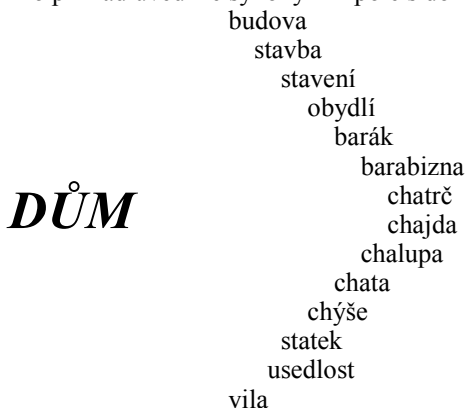 budova
stavba
stavení
obydlí
barák
barabizna
chatrč
DŮM
chajda
chalupa
chata
chýše
statek
usedlost
vila